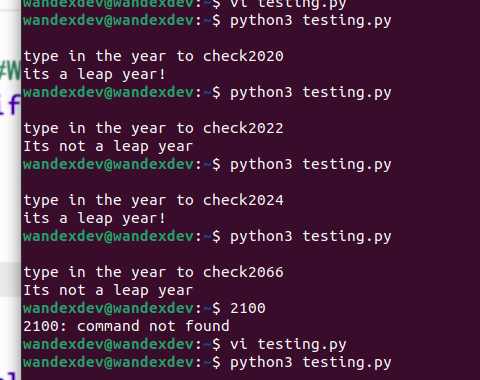 wandexdev@wandexdev:~$ vi testing.py
wandexdev@wandexdev:~$ python3 testing.py
type in the year to check2020
its a leap year!
wandexdev@wandexdev:~$ python3 testing.py
type in the year to check2022
Its not a leap year
wandexdev@wandexdev:~$ python3 testing.py
type in the year to check2024
its a leap year!
wandexdev@wandexdev:~$ python3 testing.py
type in the year to check2066
Its not a leap year
wandexdev@wandexdev:~$ 2100
2100: command not found
wandexdev@wandexdev:~$ vi testing.py
wandexdev@wandexdev:~$ python3 testing.py
#W
if